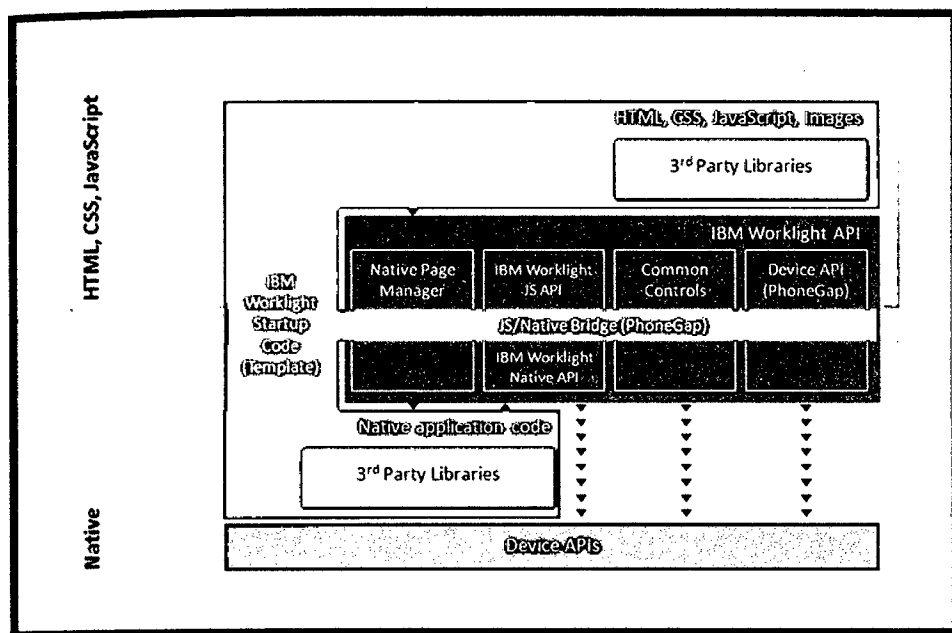 HTML, CSS, JavaScript
HTML, CSS, JavaScript, Images
3rd Party Libraries
IBM Worklight API
Native Page
Manager
IBM Worklight
JS API
Common
Controls
Device API
(PhoneGap)
IBM
Worklight
Startup
Code
(Template)
JS/Native Bridge (PhoneGap)
IBM Worklight
Native API
Native application code
3rd Party Libraries
Native
Device APIs